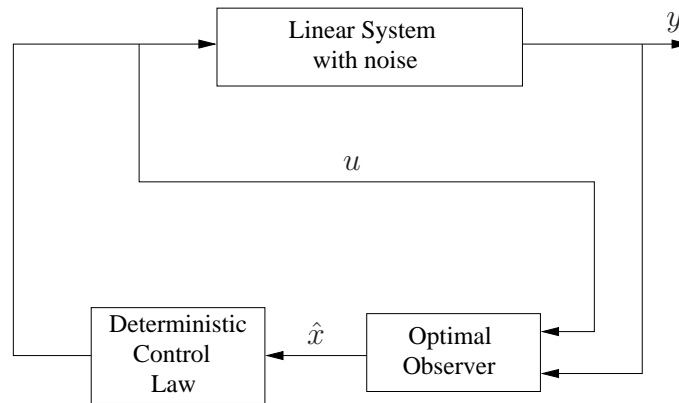 Linear System
with noise
y
u
Deterministic
Control
Law
x̂
Optimal
Observer